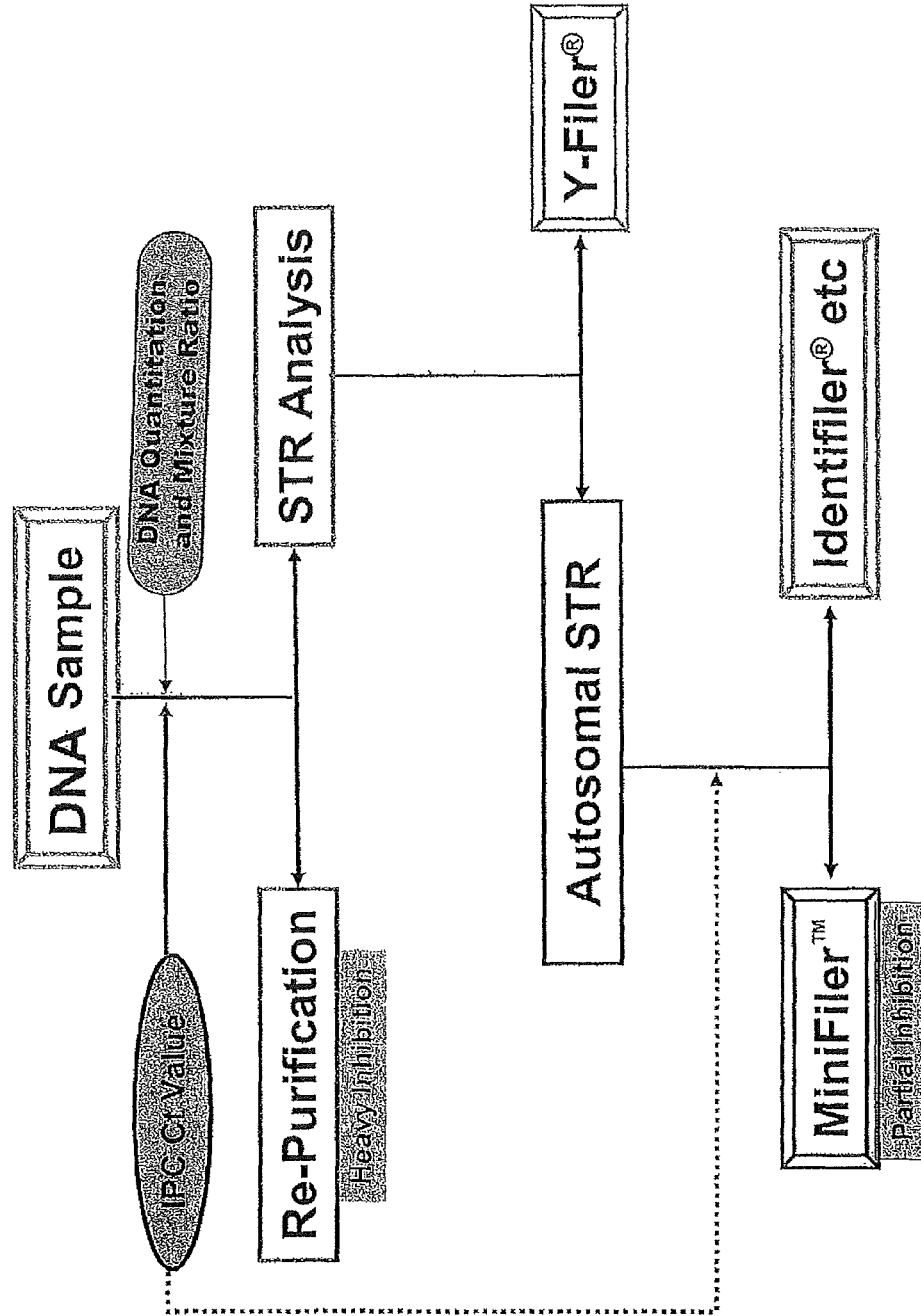 DNA Sample
IPC CT Value
DNA Quantitation
and Mixture Ratio
Re-Purification
Heavy Inhibition
STR Analysis
Autosomal STR
Y-Filer®
MiniFiler™
Partial Inhibition
Identifiler® etc